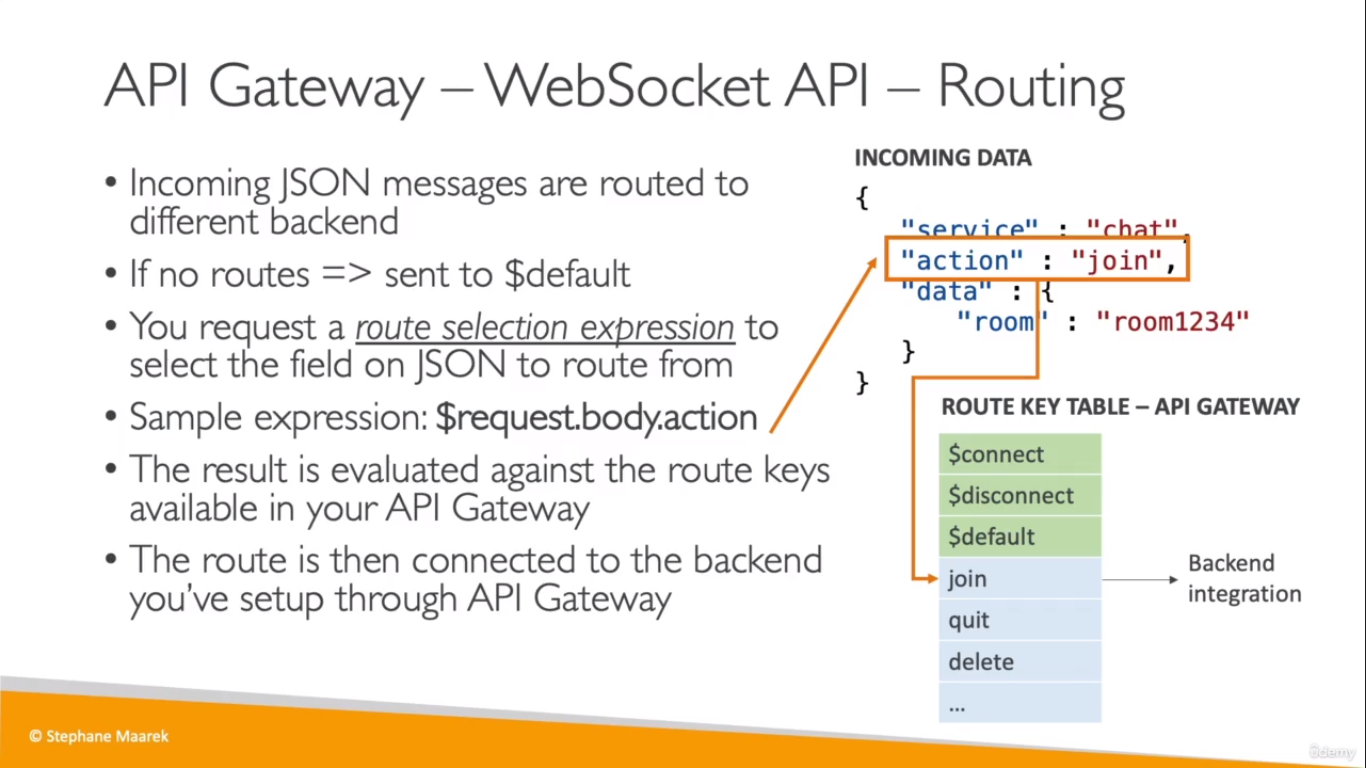 API Gateway – WebSocket API – Routing
• Incoming JSON messages are routed to
different backend
• If no routes => sent to $default
• You request a route selection expression to
select the field on JSON to route from
• Sample expression: $request.body.action
• The result is evaluated against the route keys
available in your API Gateway
• The route is then connected to the backend
you've setup through API Gateway
INCOMING DATA
{
"service" : "chat",
"action" : "join",
"data" : {
"room" : "room1234"
}
}
ROUTE KEY TABLE – API GATEWAY
$connect
$disconnect
$default
join
quit
delete
...
Backend
integration
© Stephane Maarek
ûdemy